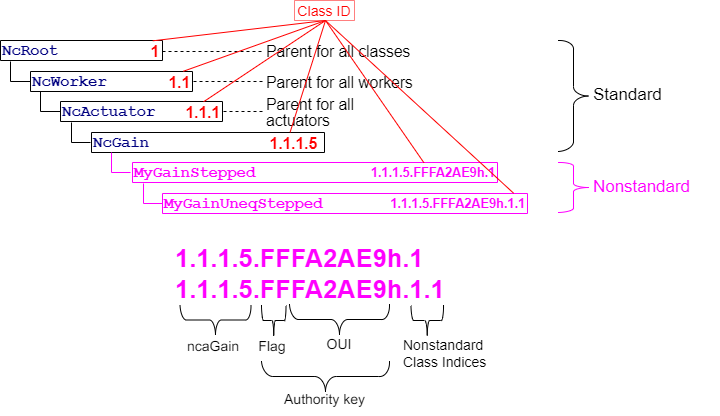 Class ID
NcRoot 1 Parent for all classes
NcWorker 1.1 Parent for all workers
NcActuator 1.1.1 Parent for all
actuators
NcGain 1.1.1.5
Standard
MyGainStepped 1.1.1.5.FFFA2AE9h.1
MyGainUneqStepped 1.1.1.5.FFFA2AE9h.1.1
Nonstandard
1.1.1.5.FFFA2AE9h.1
1.1.1.5.FFFA2AE9h.1.1
ncaGain Flag OUI Nonstandard
Class Indices
Authority key